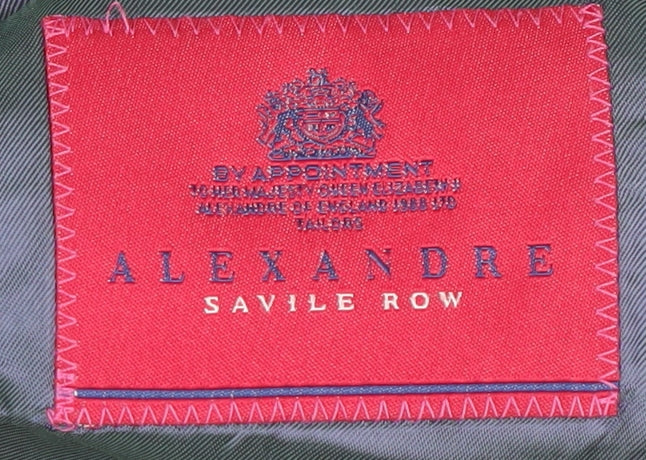 BY APPOINTMENT
TO HER MAJESTY QUEEN ELIZABETH II
ALEXANDRE OF ENGLAND 1988 LTD
TAILORS
ALEXANDRE
SAVILE ROW